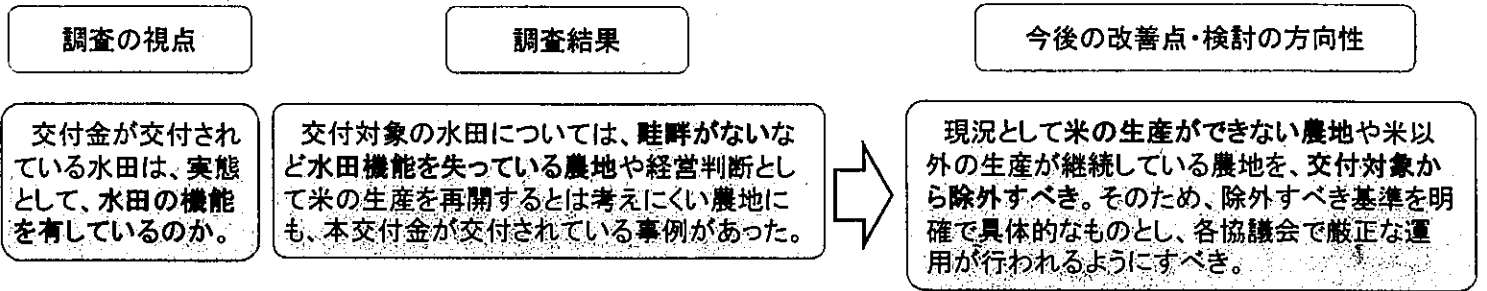 調査の視点
調査結果
今後の改善点・検討の方向性
交付金が交付され
ている水田は、実態
として、水田の機能
を有しているのか。
交付対象の水田については、畦畔がないな
ど水田機能を失っている農地や経営判断とし
て米の生産を再開するとは考えにくい農地に
も、本交付金が交付されている事例があった。
現況として米の生産ができない農地や米以
外の生産が継続している農地を、交付対象か
ら除外すべき。そのため、除外すべき基準を明
確で具体的なものとし、各協議会で厳正な運
用が行われるようにすべき。